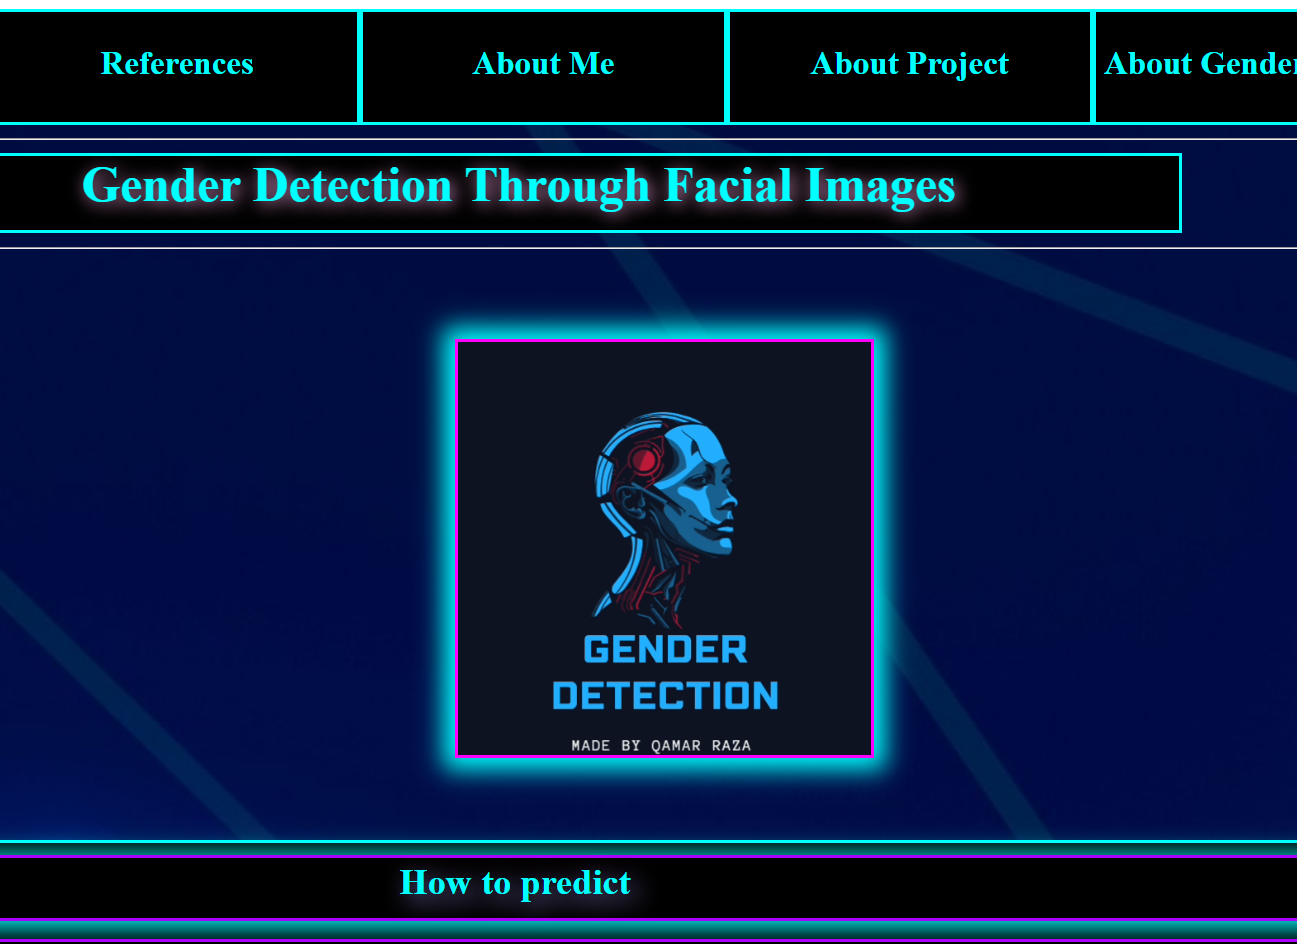 References
About Me
About Project
About Gender
Gender Detection Through Facial Images
GENDER
DETECTION
MADE BY QAMAR RAZA
How to predict